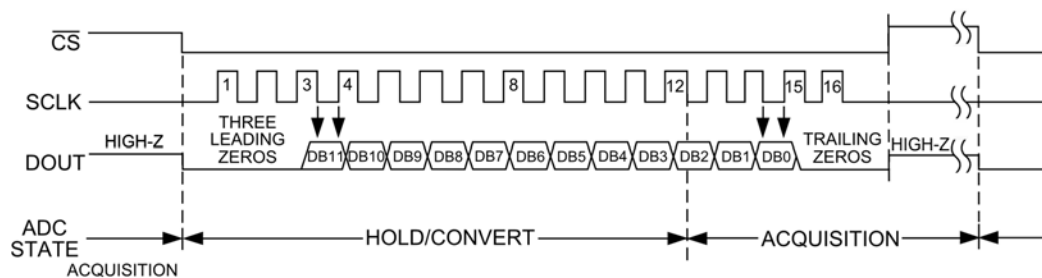 CS
SCLK
1 3 4 8 12 15 16
THREE
LEADING
ZEROS
TRAILING
ZEROS
DOUT
HIGH-Z
DB11 DB10 DB9 DB8 DB7 DB6 DB5 DB4 DB3 DB2 DB1 DB0
HIGH-Z
ADC
STATE
ACQUISITION
HOLD/CONVERT
ACQUISITION